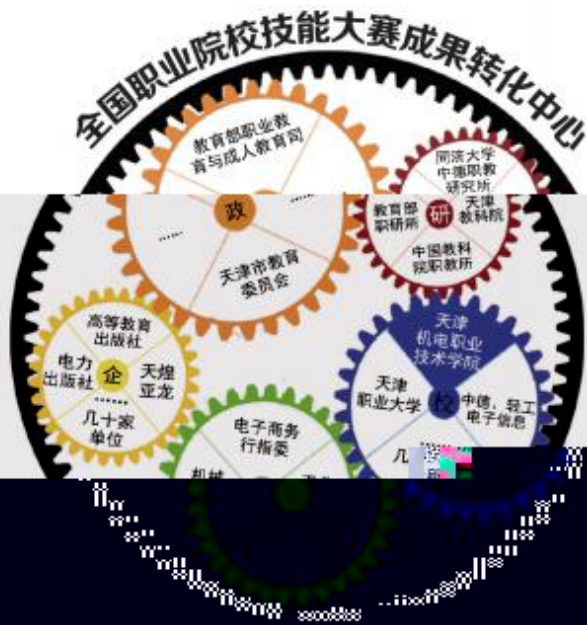 全国职业院校技能大赛成果转化中心
教育部职业教
育与成人教育司
……
政
……
天津市教育
委员会
同济大学
中德职教
研究所
教育部
职研所
研
天津
教科院
中国教科
院职教所
高等教育
出版社
电力
出版社
企
天煌
亚龙
……
几十家
单位
天津
机电职业
技术学院
天津
职业大学
校
中德、轻工
电子信息
……
电子商务
行指委
机械